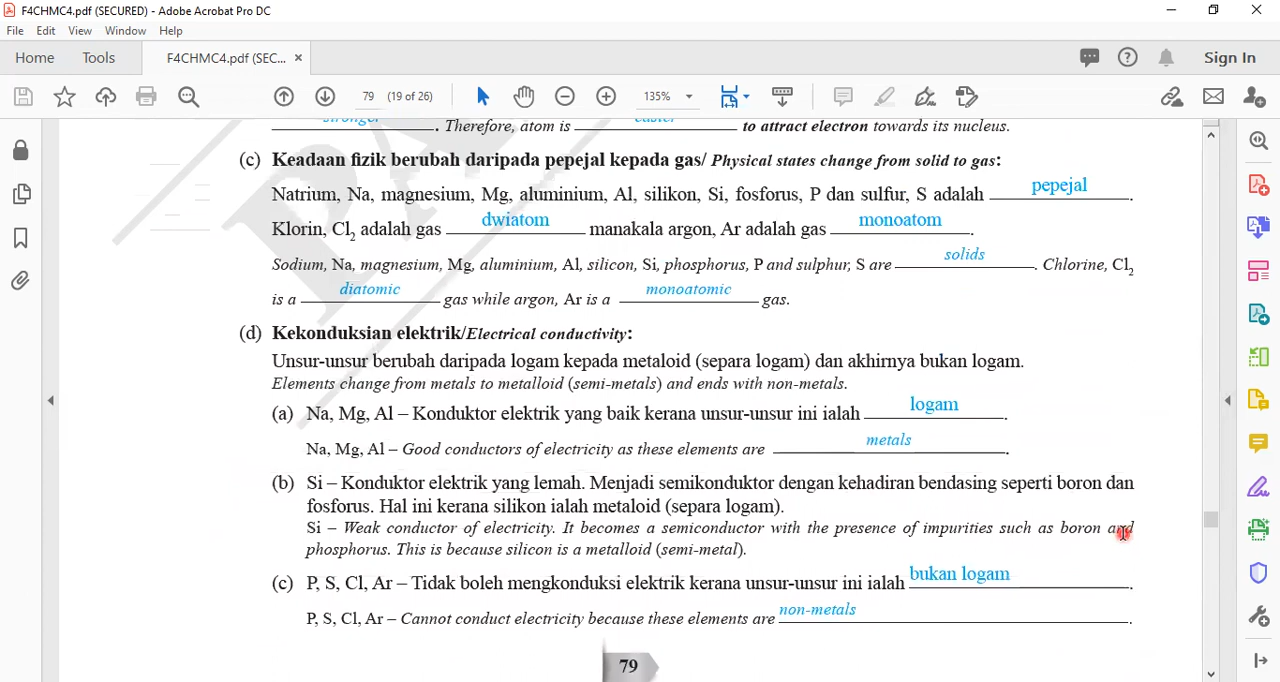 F4CHMC4.pdf (SECURED) - Adobe Acrobat Pro DC
File Edit View Window Help
Home Tools F4CHMC4.pdf (SEC... × Sign In
79 (19 of 26) 135%
stronger. Therefore, atom is easier to attract electron towards its nucleus.
(c) Keadaan fizik berubah daripada pepejal kepada gas/ Physical states change from solid to gas:
Natrium, Na, magnesium, Mg, aluminium, Al, silikon, Si, fosforus, P dan sulfur, S adalah pepejal.
Klorin, Cl₂ adalah gas dwiatom manakala argon, Ar adalah gas monoatom.
Sodium, Na, magnesium, Mg, aluminium, Al, silicon, Si, phosphorus, P and sulphur, S are solids. Chlorine, Cl₂
is a diatomic gas while argon, Ar is a monoatomic gas.
(d) Kekonduksian elektrik/Electrical conductivity:
Unsur-unsur berubah daripada logam kepada metaloid (separa logam) dan akhirnya bukan logam.
Elements change from metals to metalloid (semi-metals) and ends with non-metals.
(a) Na, Mg, Al – Konduktor elektrik yang baik kerana unsur-unsur ini ialah logam.
Na, Mg, Al – Good conductors of electricity as these elements are metals.
(b) Si – Konduktor elektrik yang lemah. Menjadi semikonduktor dengan kehadiran bendasing seperti boron dan
fosforus. Hal ini kerana silikon ialah metaloid (separa logam).
Si – Weak conductor of electricity. It becomes a semiconductor with the presence of impurities such as boron and
phosphorus. This is because silicon is a metalloid (semi-metal).
(c) P, S, Cl, Ar – Tidak boleh mengkonduksi elektrik kerana unsur-unsur ini ialah bukan logam.
P, S, Cl, Ar – Cannot conduct electricity because these elements are non-metals.
79